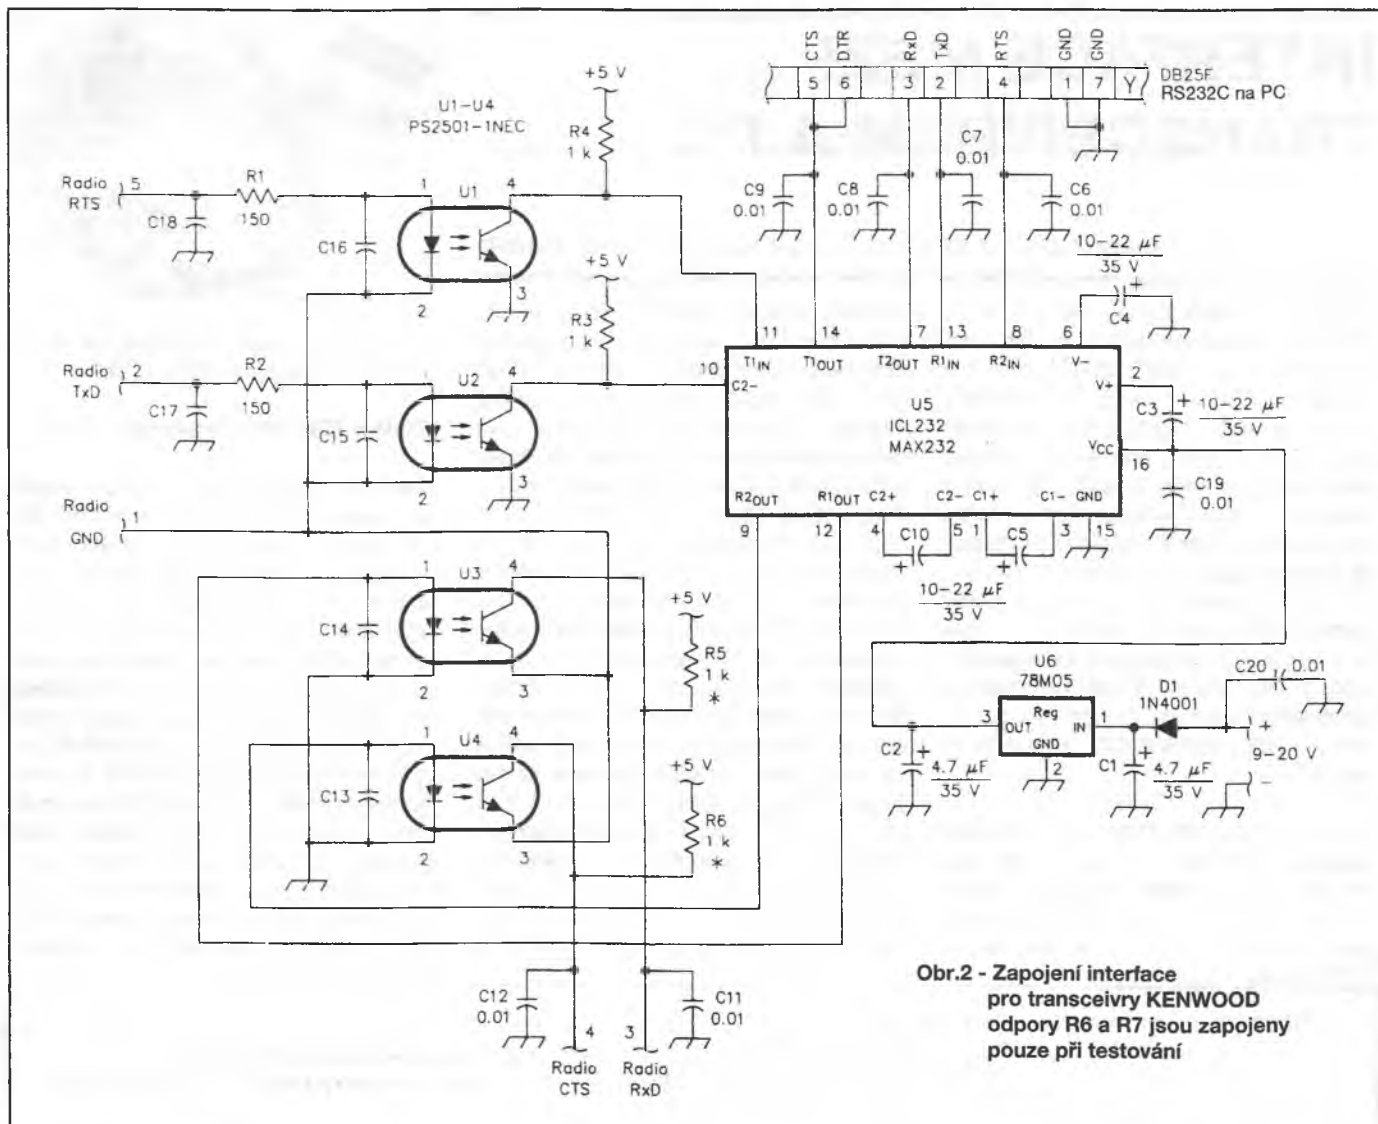 CTS DTR RxD TxD RTS GND GND
5 6 3 2 4 1 7 Y
DB25F
RS232C na PC
+5 V
U1-U4
PS2501-1NEC
R4
1 k
C7
0.01
C9
0.01
C8
0.01
C6
0.01
Radio
RTS
5
R1
150
C18
C16
1 U1 4
2 3
10-22 µF
35 V
+
C4
+5 V
R3
1 k
11 14 7 13 8 6
T1IN T1OUT T2OUT R1IN R2IN V-
10
C2-
U5
ICL232
MAX232
V+
2
VCC
16
R2OUT R1OUT C2+ C2- C1+ C1- GND
9 12 4 5 1 3 15
C3
+
10-22 µF
35 V
C19
0.01
+ C10
+ C5
10-22 µF
35 V
Radio
TxD
2
R2
150
C17
C15
1 U2 4
2 3
Radio
GND
1
C14
1 U3 4
2 3
+5 V
R5
1 k
*
C13
1 U4 4
2 3
+5 V
R6
1 k
*
U6
78M05
3 OUT Reg IN 1
GND
2
D1
1N4001
C20 0.01
+
9-20 V
-
C2
+
4.7 µF
35 V
C1
+
4.7 µF
35 V
C12
0.01
4
Radio
CTS
3
Radio
RxD
C11
0.01
Obr.2 - Zapojení interface
pro transceivry KENWOOD
odpory R6 a R7 jsou zapojeny
pouze při testování